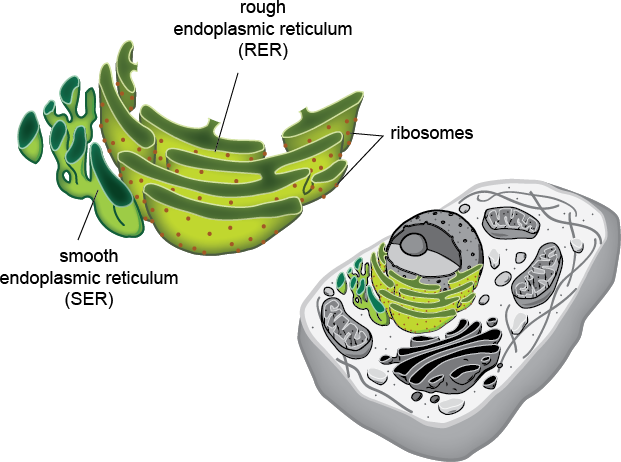 rough
endoplasmic reticulum
(RER)
ribosomes
smooth
endoplasmic reticulum
(SER)